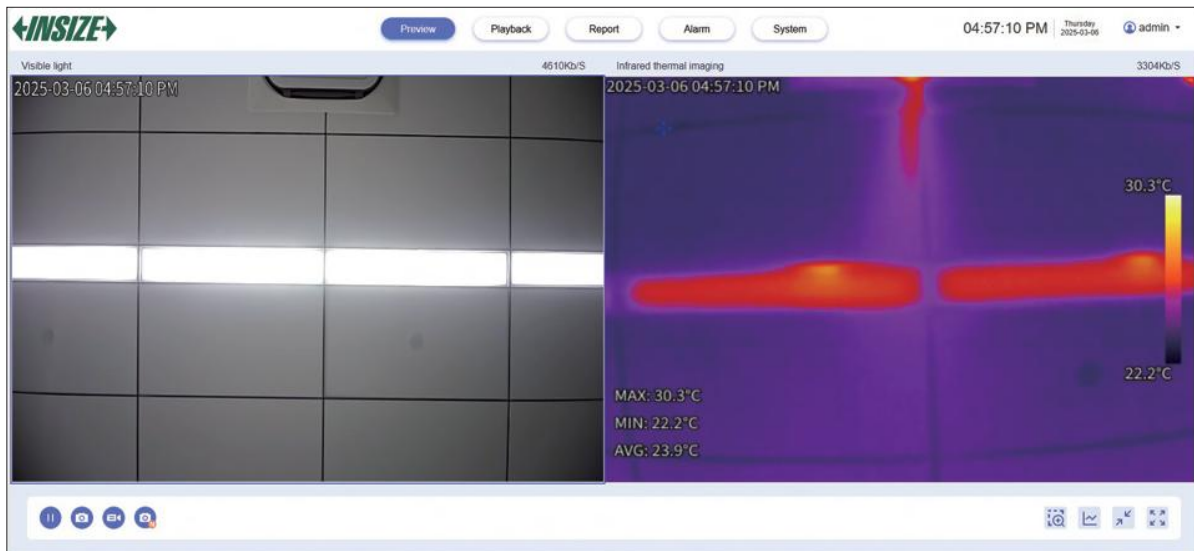 INSIZE
Preview
Playback
Report
Alarm
System
04:57:10 PM
Thursday
2025-03-06
admin
Visible light
4610Kb/S
Infrared thermal imaging
3304Kb/S
2025-03-06 04:57:10 PM
2025-03-06 04:57:10 PM
30.3°C
22.2°C
MAX: 30.3°C
MIN: 22.2°C
AVG: 23.9°C